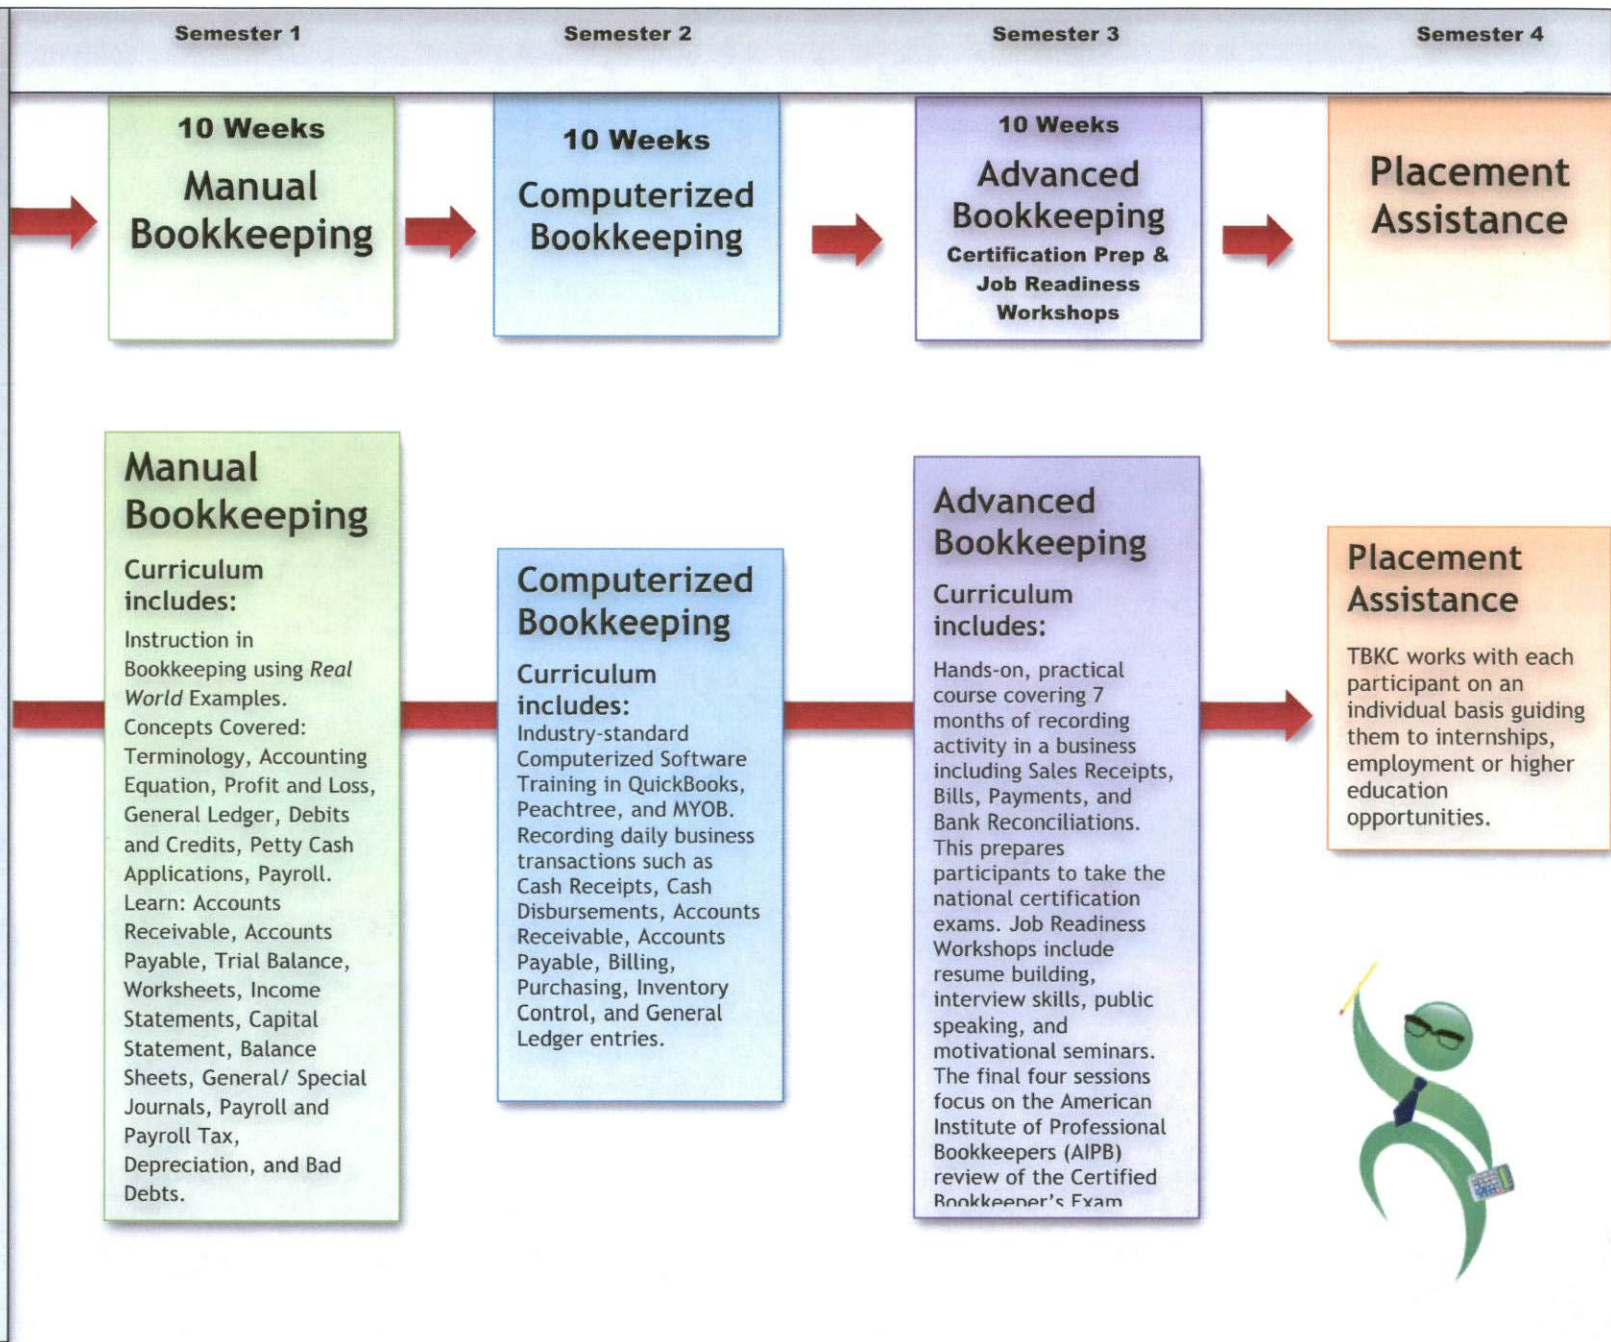 Semester 1
Semester 2
Semester 3
Semester 4
10 Weeks
Manual
Bookkeeping
10 Weeks
Computerized
Bookkeeping
10 Weeks
Advanced
Bookkeeping
Certification Prep &
Job Readiness
Workshops
Placement
Assistance
Manual
Bookkeeping
Curriculum
includes:
Instruction in
Bookkeeping using Real
World Examples.
Concepts Covered:
Terminology, Accounting
Equation, Profit and Loss,
General Ledger, Debits
and Credits, Petty Cash
Applications, Payroll.
Learn: Accounts
Receivable, Accounts
Payable, Trial Balance,
Worksheets, Income
Statements, Capital
Statement, Balance
Sheets, General/ Special
Journals, Payroll and
Payroll Tax,
Depreciation, and Bad
Debts.
Computerized
Bookkeeping
Curriculum
includes:
Industry-standard
Computerized Software
Training in QuickBooks,
Peachtree, and MYOB.
Recording daily business
transactions such as
Cash Receipts, Cash
Disbursements, Accounts
Receivable, Accounts
Payable, Billing,
Purchasing, Inventory
Control, and General
Ledger entries.
Advanced
Bookkeeping
Curriculum
includes:
Hands-on, practical
course covering 7
months of recording
activity in a business
including Sales Receipts,
Bills, Payments, and
Bank Reconciliations.
This prepares
participants to take the
national certification
exams. Job Readiness
Workshops include
resume building,
interview skills, public
speaking, and
motivational seminars.
The final four sessions
focus on the American
Institute of Professional
Bookkeepers (AIPB)
review of the Certified
Bookkeeper's Exam
Placement
Assistance
TBKC works with each
participant on an
individual basis guiding
them to internships,
employment or higher
education
opportunities.